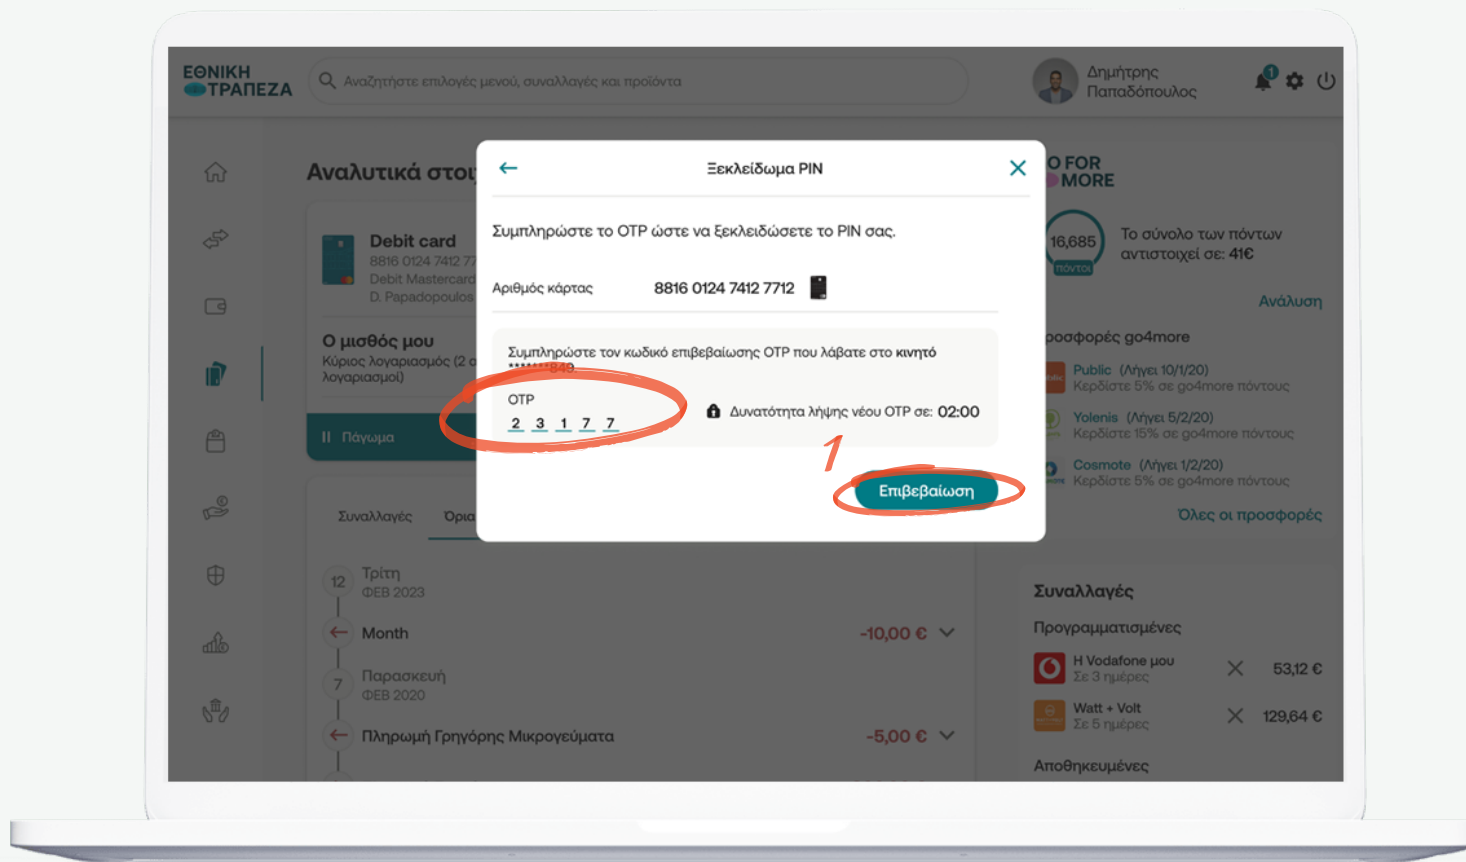 ΕΘΝΙΚΗ
ΤΡΑΠΕΖΑ
Αναζητήστε επιλογές μενού, συναλλαγές και προϊόντα
Δημήτρης
Παπαδόπουλος
1
Αναλυτικά στοι
Debit card
8816 0124 7412 77
Debit Mastercard
D. Papadopoulos
Ο μισθός μου
Κύριος λογαριασμός (2 α
λογαριασμοί)
Πάγωμα
Συναλλαγές Όρια
12 Τρίτη
ΦΕΒ 2023
Month -10,00 €
7 Παρασκευή
ΦΕΒ 2020
Πληρωμή Γρηγόρης Μικρογεύματα -5,00 €
Ξεκλείδωμα PIN
Συμπληρώστε το OTP ώστε να ξεκλειδώσετε το PIN σας.
Αριθμός κάρτας 8816 0124 7412 7712
Συμπληρώστε τον κωδικό επιβεβαίωσης OTP που λάβατε στο κινητό
*******849.
OTP
2 3 1 7 7
Δυνατότητα λήψης νέου OTP σε: 02:00
1
Επιβεβαίωση
O FOR
MORE
16,685
πόντοι
Το σύνολο των πόντων
αντιστοιχεί σε: 41€
Ανάλυση
ροσφορές go4more
Public (Λήγει 10/1/20)
Κερδίστε 5% σε go4more πόντους
Yolenis (Λήγει 5/2/20)
Κερδίστε 15% σε go4more πόντους
Cosmote (Λήγει 1/2/20)
Κερδίστε 5% σε go4more πόντους
Όλες οι προσφορές
Συναλλαγές
Προγραμματισμένες
Η Vodafone μου 53,12 €
Σε 3 ημέρες
Watt + Volt 129,64 €
Σε 5 ημέρες
Αποθηκευμένες